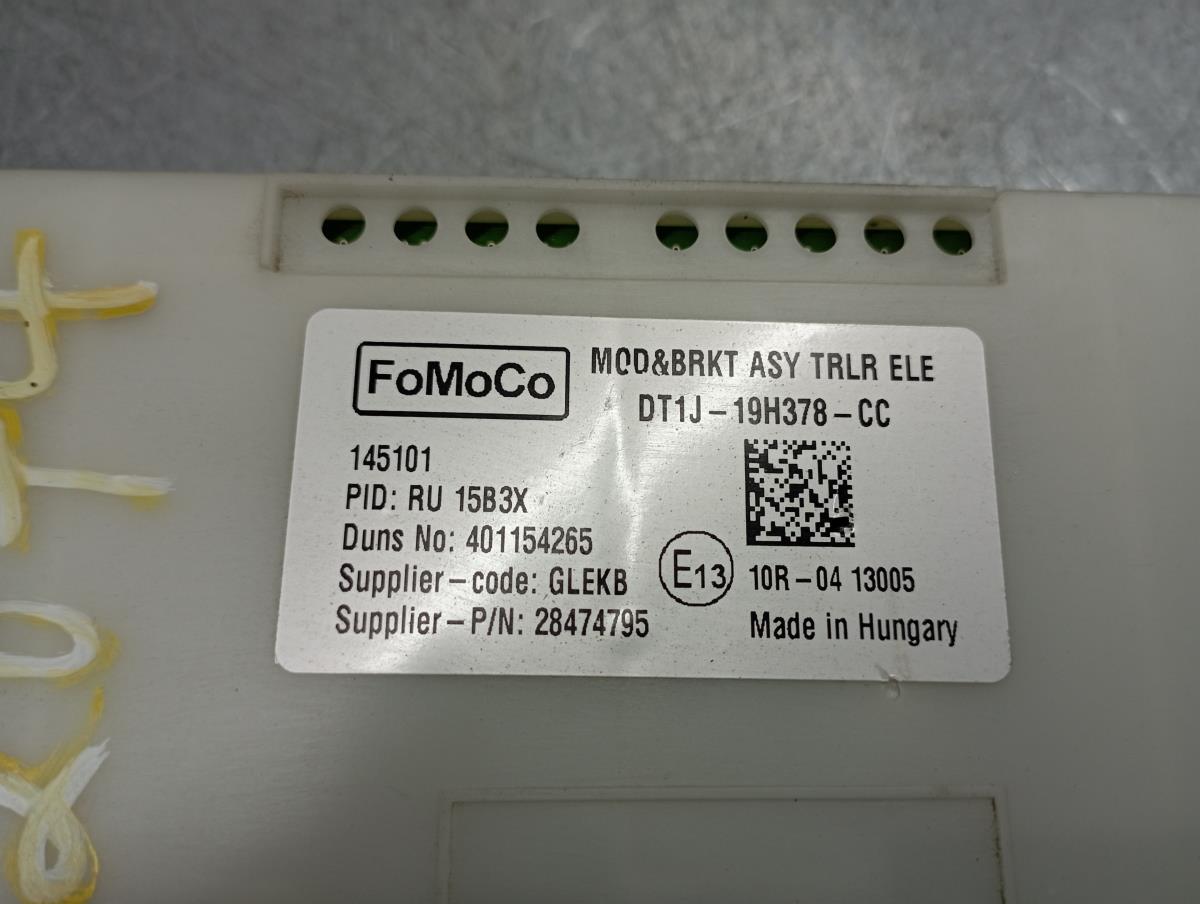 FoMoCo
MOD&BRKT ASY TRLR ELE
DT1J-19H378-CC
145101
PID: RU 15B3X
Duns No: 401154265
Supplier-code: GLEKB
Supplier-P/N: 28474795
E13
10R-04 13005
Made in Hungary